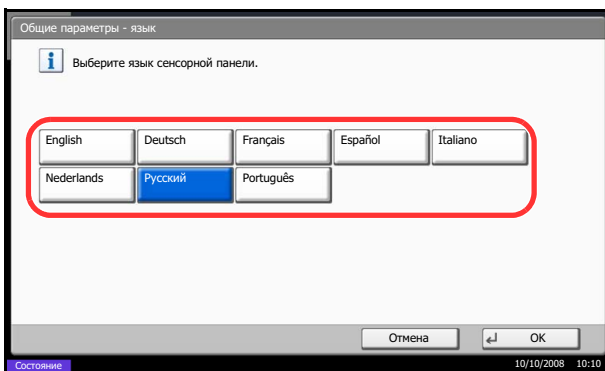 Общие параметры - язык
Выберите язык сенсорной панели.
English Deutsch Français Español Italiano
Nederlands Русский Português
Отмена OK
Состояние 10/10/2008 10:10